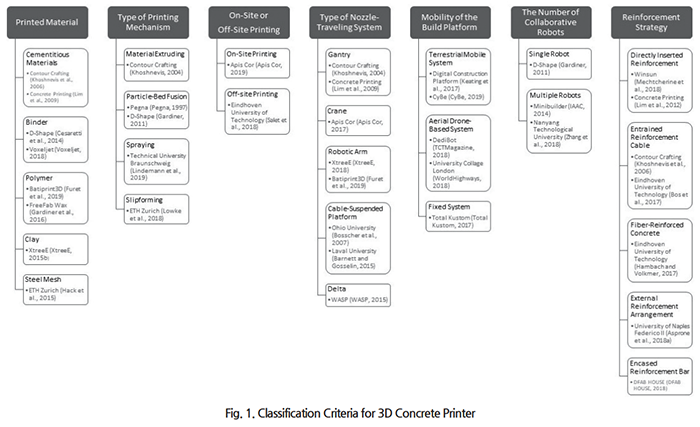 Printed Material
Cementitious
Materials
• Contour Crafting
(Khoshnevis, et al.,
2006)
• Concrete Printing (Lim
et al., 2009)
Binder
• D-Shape (Cesaretti
et al., 2014)
• Voxeljet (Voxeljet,
2018)
Polymer
• Batiprint3D (Furet
et al., 2019)
• FreeFab Wax
(Gardiner et al.,
2016)
Clay
• XtreeE (XtreeE,
2015b)
Steel Mesh
• ETH Zurich (Hack et
al., 2015)
Type of Printing
Mechanism
Material Extruding
• Contour Crafting
(Khoshnevis, 2004)
Particle-Bed Fusion
• Pegna (Pegna, 1997)
• D-Shape (Gardiner,
2011)
Spraying
• Technical University
Braunschweig
(Lindemann et al.,
2019)
Slipforming
• ETH Zurich (Lowke
et al., 2018)
On-Site or
Off-Site Printing
On-Site Printing
• Apis Cor (Apis Cor,
2019)
Off-site Printing
• Eindhoven
University of
Technology (Salet et
al., 2018)
Type of Nozzle-
Traveling System
Gantry
• Contour Crafting
(Khoshnevis, 2004)
• Concrete Printing
(Lim et al., 2009)
Crane
• Apis Cor (Apis Cor,
2017)
Robotic Arm
• XtreeE (XtreeE,
2018)
• Batiprint3D (Furet
et al., 2019)
Cable-Suspended
Platform
• Ohio University
(Bosscher et al.,
2007)
• Laval University
(Barnett and
Gosselin, 2015)
Delta
• WASP (WASP, 2015)
Mobility of the
Build Platform
Terrestrial Mobile
System
• Digital Construction
Platform (Keating et
al., 2017)
• CyBe (CyBe, 2019)
Aerial Drone-
Based System
• DediBot
(TCTMagazine,
2018)
• University Collage
London
(WorldHighways,
2018)
Fixed System
• Total Kustom (Total
Kustom, 2017)
The Number of
Collaborative
Robots
Single Robot
• D-Shape (Gardiner,
2011)
Multiple Robots
• Minibuilder (IAAC,
2014)
• Nanyang
Technological
University (Zhang et
al., 2018)
Reinforcement
Strategy
Directly Inserted
Reinforcement
• Winsun
(Mechtcherine et al.,
2018)
• Concrete Printing
(Lim et al., 2012)
Entrained
Reinforcement
Cable
• Contour Crafting
(Khoshnevis et al.,
2006)
• Eindhoven
University of
Technology (Bos et
al., 2017)
Fiber-Reinforced
Concrete
• Eindhoven
University of
Technology
(Hambach and
Volkmer, 2017)
External
Reinforcement
Arrangement
• University of Naples
Federico II (Asprone
et al., 2018a)
Encased
Reinforcement Bar
• DFAB HOUSE (DFAB
HOUSE, 2018)
Fig. 1. Classification Criteria for 3D Concrete Printer